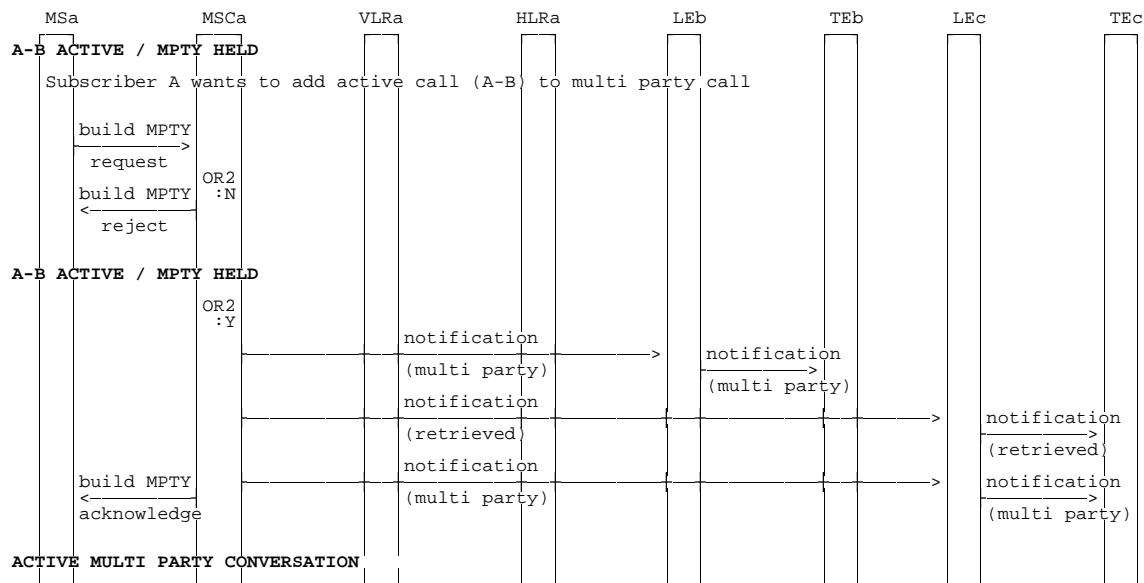 MSa MSCa VLRa HLRa LEb TEb LEc TEc
A-B ACTIVE / MPTY HELD
Subscriber A wants to add active call (A-B) to multi party call
build MPTY
request
OR2
build MPTY :N
reject
A-B ACTIVE / MPTY HELD
OR2
:Y
notification
notification
(multi party)
(multi party)
notification
notification
(retrieved)
(retrieved)
notification
build MPTY notification
(multi party)
acknowledge (multi party)
ACTIVE MULTI PARTY CONVERSATION